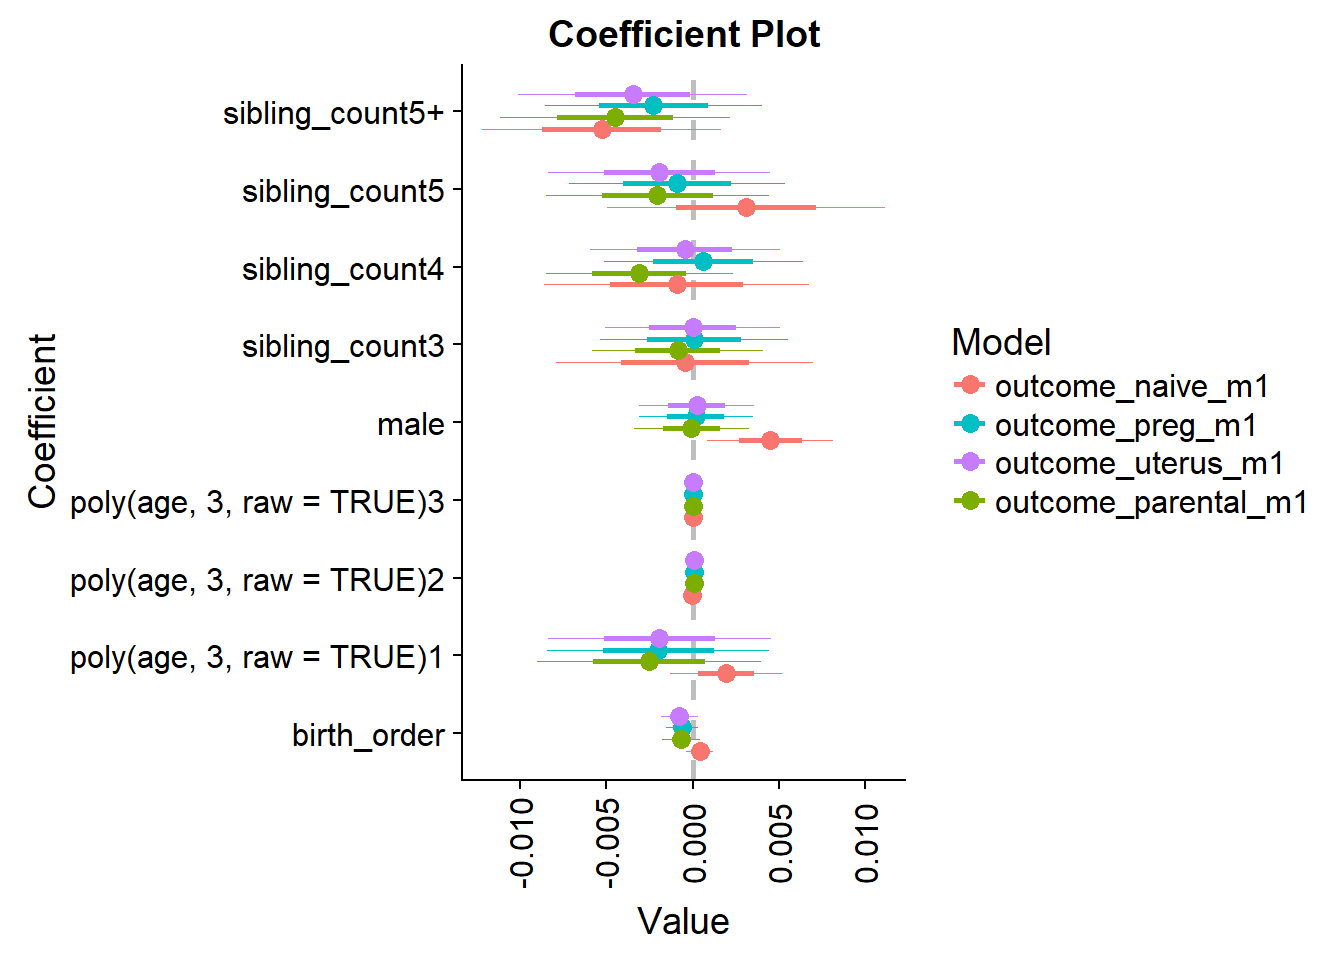 Coefficient Plot
sibling_count5+
sibling_count5
sibling_count4
sibling_count3
male
poly(age, 3, raw = TRUE)3
poly(age, 3, raw = TRUE)2
poly(age, 3, raw = TRUE)1
birth_order
Coefficient
-0.010
-0.005
0.000
0.005
0.010
Value
Model
outcome_naive_m1
outcome_preg_m1
outcome_uterus_m1
outcome_parental_m1